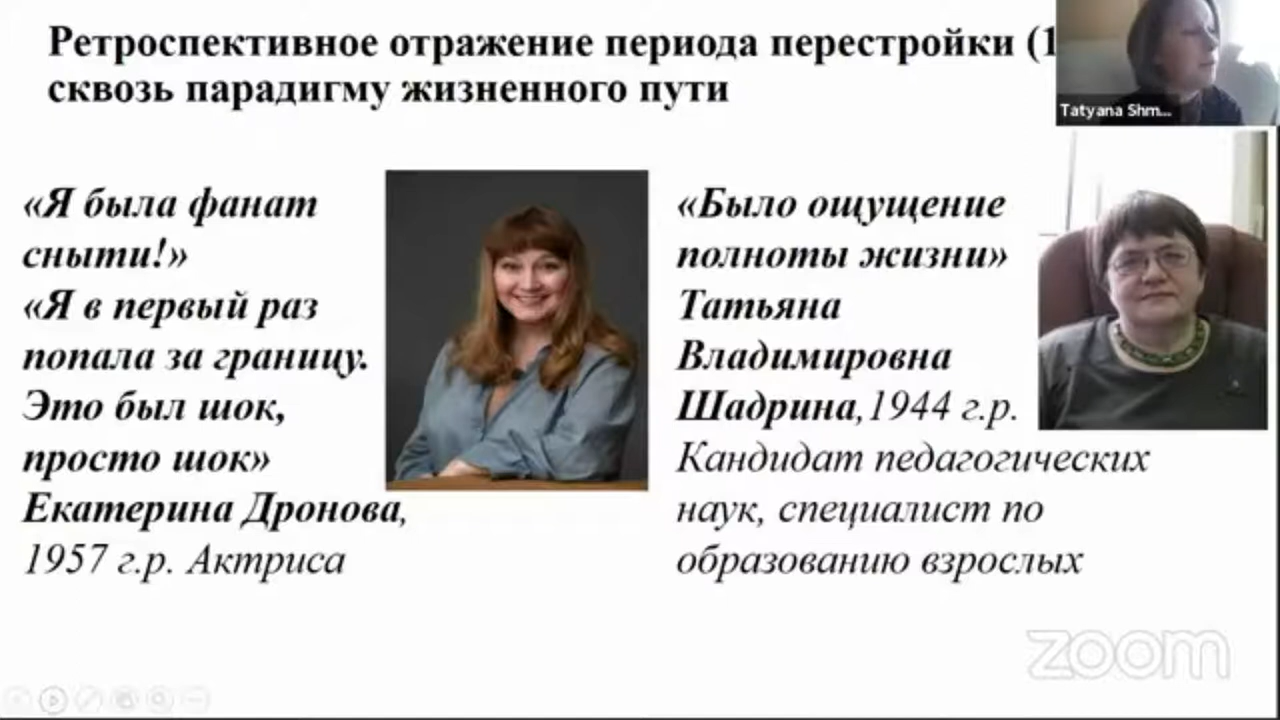 Ретроспективное отражение периода перестройки (1
сквозь парадигму жизненного пути
Tatyana Shm...
«Я была фанат
сныти!»
«Я в первый раз
попала за границу.
Это был шок,
просто шок»
Екатерина Дронова,
1957 г.р. Актриса
«Было ощущение
полноты жизни»
Татьяна
Владимировна
Шадрина,1944 г.р.
Кандидат педагогических
наук, специалист по
образованию взрослых
zoom